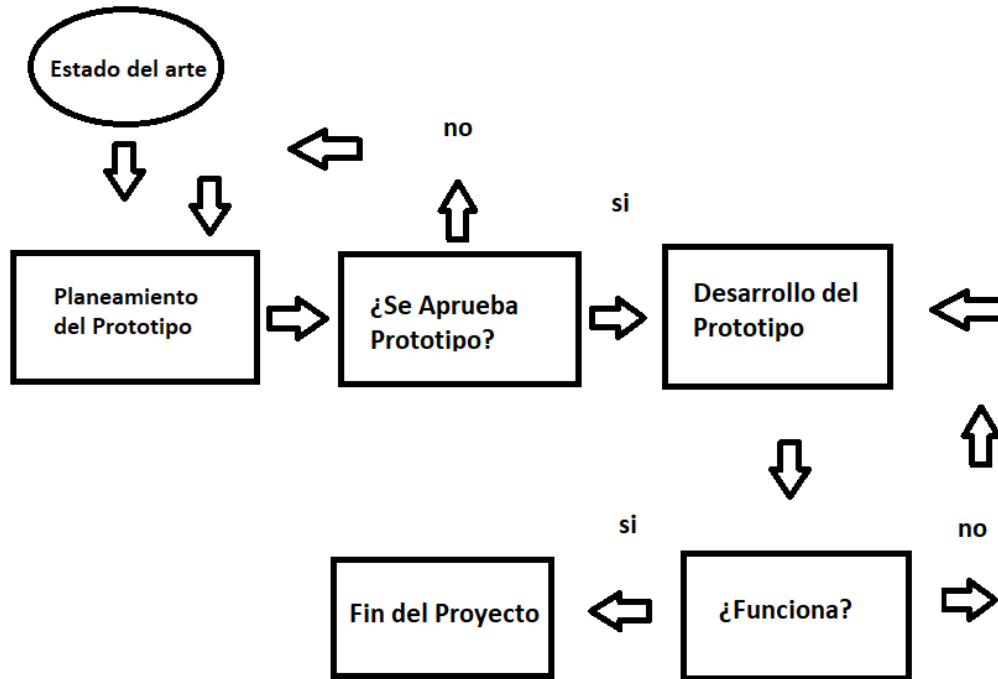 Estado del arte
no
si
Planeamiento
del Prototipo
¿Se Aprueba
Prototipo?
Desarrollo del
Prototipo
si
no
Fin del Proyecto
¿Funciona?